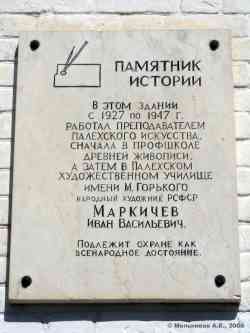 ПАМЯТНИК
ИСТОРИИ
В ЭТОМ ЗДАНИИ
С 1927 ПО 1947 Г.
РАБОТАЛ ПРЕПОДАВАТЕЛЕМ
ПАЛЕХСКОГО ИСКУССТВА,
СНАЧАЛА В ПРОФШКОЛЕ
ДРЕВНЕЙ ЖИВОПИСИ,
А ЗАТЕМ В ПАЛЕХСКОМ
ХУДОЖЕСТВЕННОМ УЧИЛИЩЕ
ИМЕНИ М. ГОРЬКОГО
НАРОДНЫЙ ХУДОЖНИК РСФСР
МАРКИЧЕВ
ИВАН ВАСИЛЬЕВИЧ.
ПОДЛЕЖИТ ОХРАНЕ КАК
ВСЕНАРОДНОЕ ДОСТОЯНИЕ.
© Мельников А.В., 2008